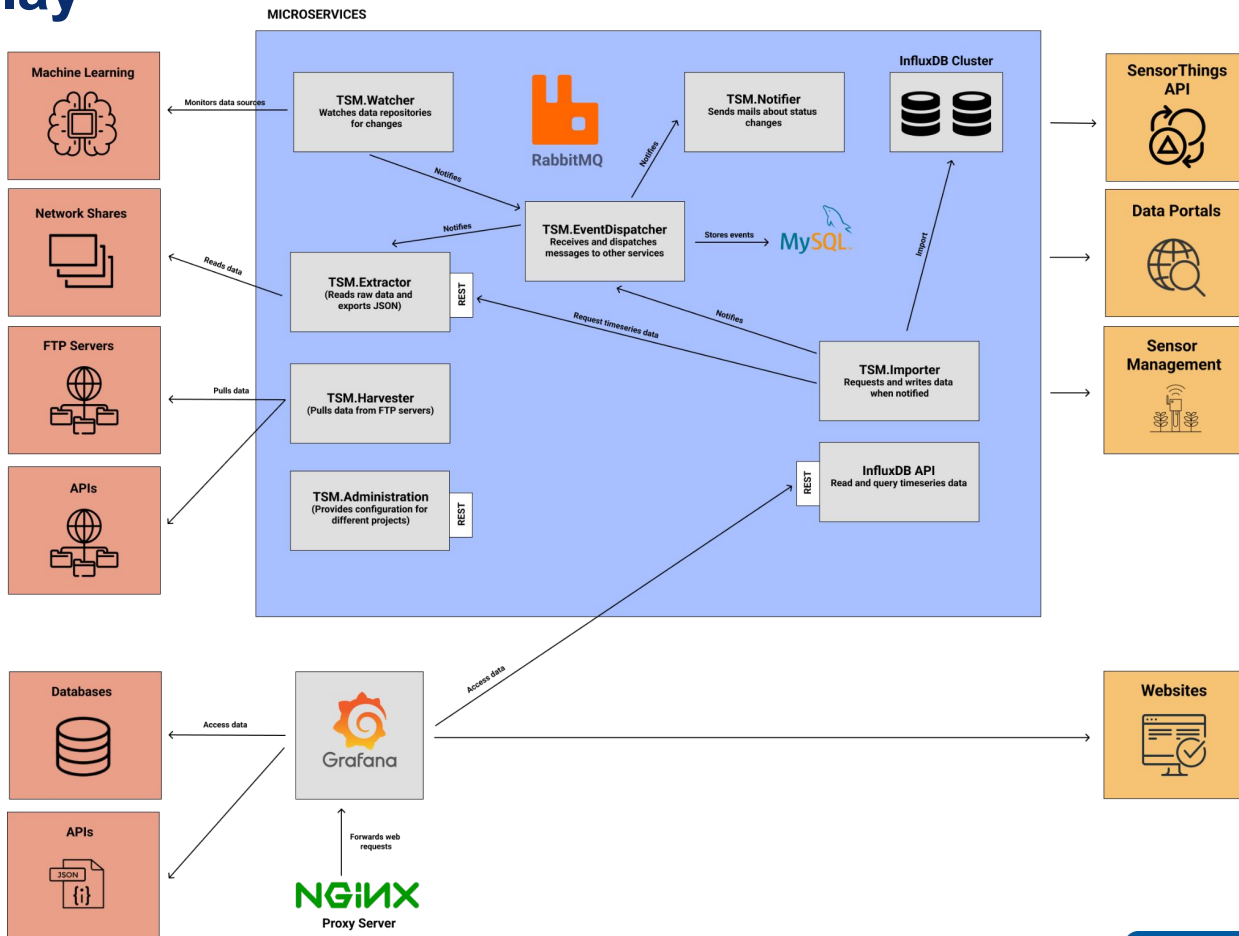 MICROSERVICES
Machine Learning
Monitors data sources
TSM.Watcher
Watches data repositories
for changes
RabbitMQ
TSM.Notifier
Sends mails about status
changes
InfluxDB Cluster
SensorThings
API
Notifies
Notifies
Network Shares
Reads data
Notifies
TSM.EventDispatcher
Receives and dispatches
messages to other services
Stores events
MySQL
Import
Data Portals
TSM.Extractor
(Reads raw data and
exports JSON)
REST
Request timeseries data
Notifies
FTP Servers
Pulls data
TSM.Harvester
(Pulls data from FTP servers)
TSM.Importer
Requests and writes data
when notified
Sensor
Management
APIs
TSM.Administration
(Provides configuration for
different projects)
REST
REST
InfluxDB API
Read and query timeseries data
Databases
Access data
Grafana
Access data
Websites
APIs
JSON
{i}
Forwards web
requests
NGINX
Proxy Server